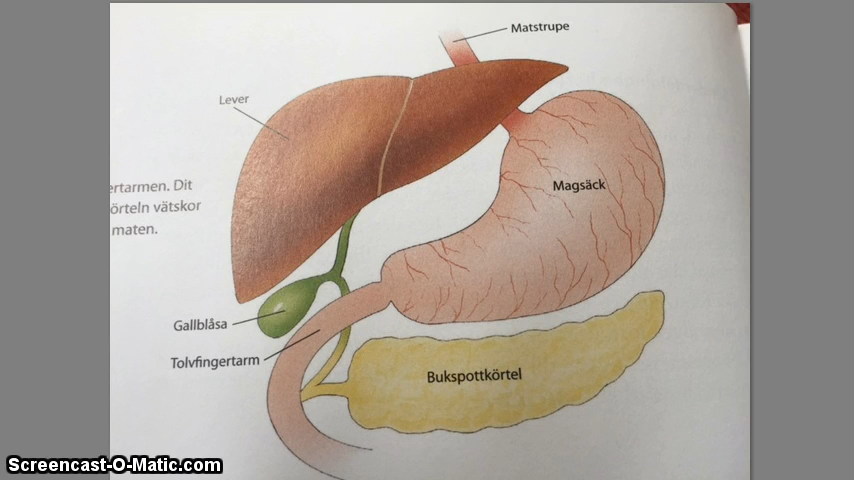 Matstrupe
Lever
ertarmen. Dit
örteln vätskor
maten.
Magsäck
Gallblåsa
Tolvfingertarm
Bukspottkörtel
Screencast-O-Matic.com